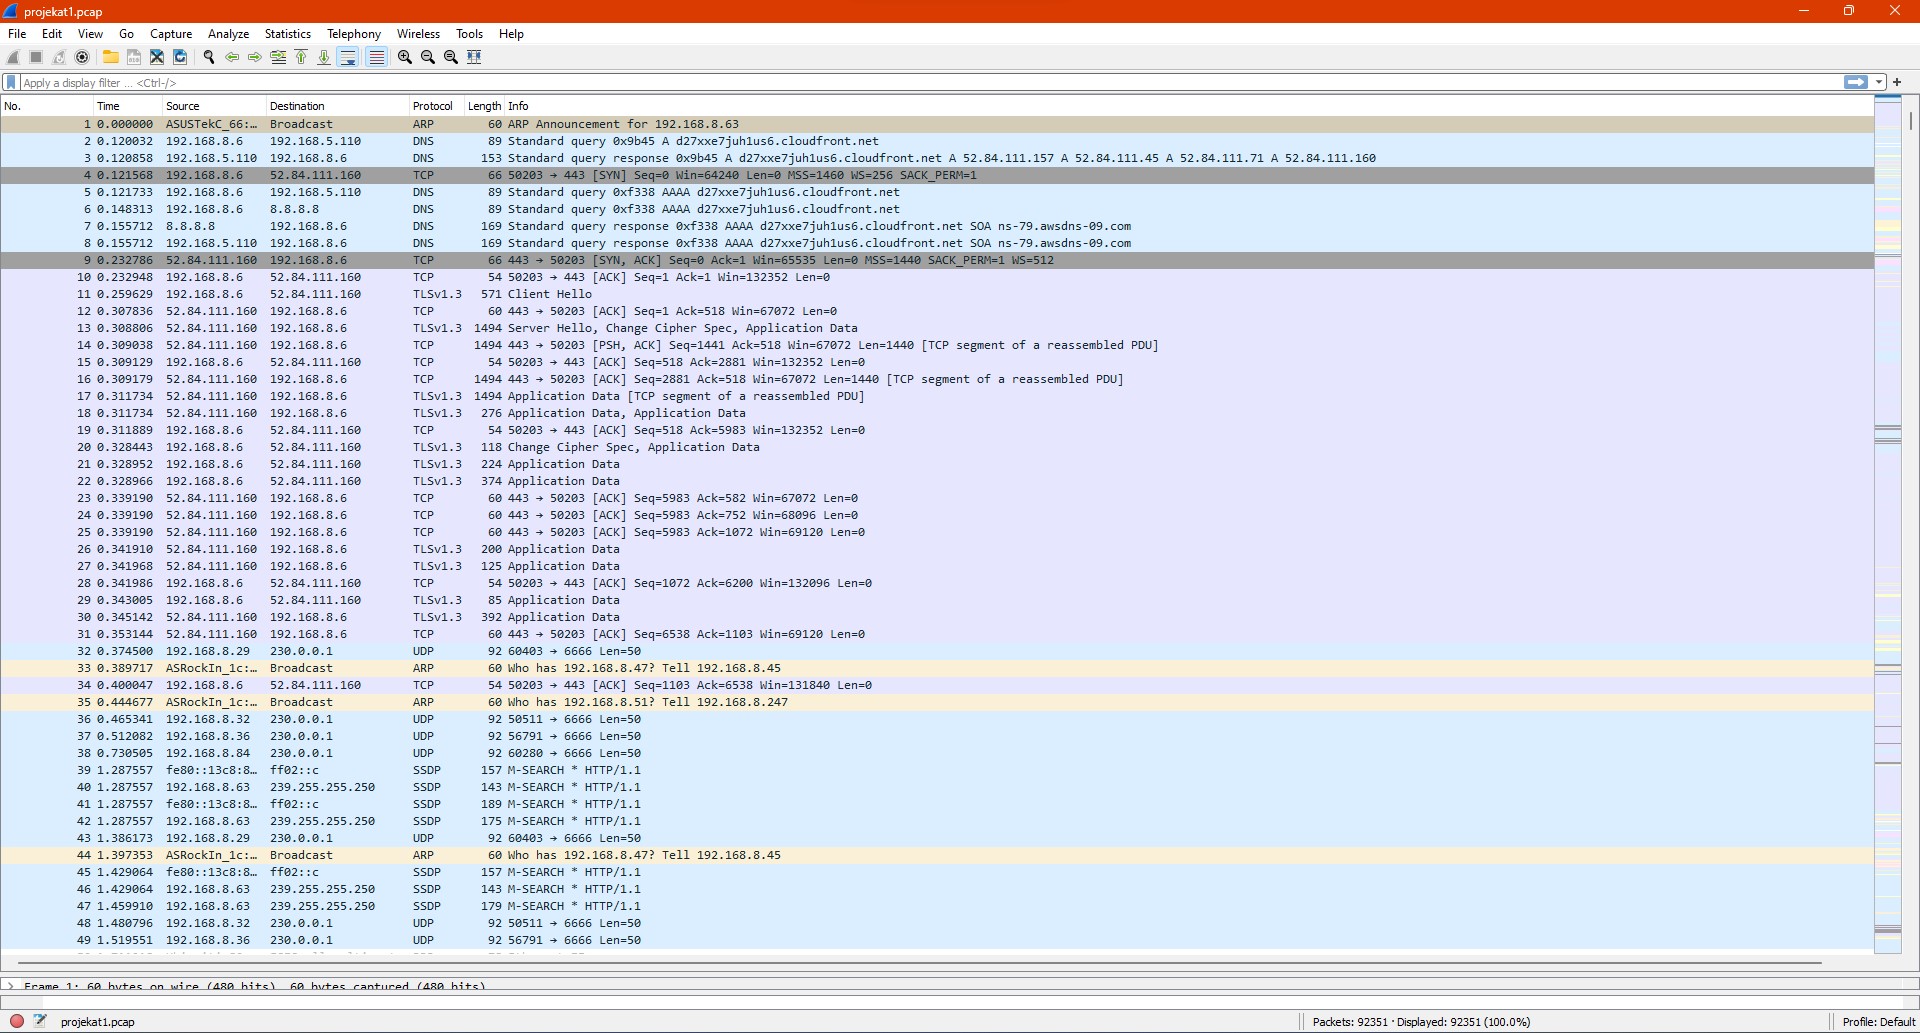 projekat1.pcap
File Edit View Go Capture Analyze Statistics Telephony Wireless Tools Help
Apply a display filter ... <Ctrl-/>
No. Time Source Destination Protocol Length Info
1 0.000000 ASUSTekC_66:… Broadcast ARP 60 ARP Announcement for 192.168.8.63
2 0.120032 192.168.8.6 192.168.5.110 DNS 89 Standard query 0x9b45 A d27xxe7juh1us6.cloudfront.net
3 0.120858 192.168.5.110 192.168.8.6 DNS 153 Standard query response 0x9b45 A d27xxe7juh1us6.cloudfront.net A 52.84.111.157 A 52.84.111.45 A 52.84.111.71 A 52.84.111.160
4 0.121568 192.168.8.6 52.84.111.160 TCP 66 50203 → 443 [SYN] Seq=0 Win=64240 Len=0 MSS=1460 WS=256 SACK_PERM=1
5 0.121733 192.168.8.6 192.168.5.110 DNS 89 Standard query 0xf338 AAAA d27xxe7juh1us6.cloudfront.net
6 0.148313 192.168.8.6 8.8.8.8 DNS 89 Standard query 0xf338 AAAA d27xxe7juh1us6.cloudfront.net
7 0.155712 8.8.8.8 192.168.8.6 DNS 169 Standard query response 0xf338 AAAA d27xxe7juh1us6.cloudfront.net SOA ns-79.awsdns-09.com
8 0.155712 192.168.5.110 192.168.8.6 DNS 169 Standard query response 0xf338 AAAA d27xxe7juh1us6.cloudfront.net SOA ns-79.awsdns-09.com
9 0.232786 52.84.111.160 192.168.8.6 TCP 66 443 → 50203 [SYN, ACK] Seq=0 Ack=1 Win=65535 Len=0 MSS=1440 SACK_PERM=1 WS=512
10 0.232948 192.168.8.6 52.84.111.160 TCP 54 50203 → 443 [ACK] Seq=1 Ack=1 Win=132352 Len=0
11 0.259629 192.168.8.6 52.84.111.160 TLSv1.3 571 Client Hello
12 0.307836 52.84.111.160 192.168.8.6 TCP 60 443 → 50203 [ACK] Seq=1 Ack=518 Win=67072 Len=0
13 0.308806 52.84.111.160 192.168.8.6 TLSv1.3 1494 Server Hello, Change Cipher Spec, Application Data
14 0.309038 52.84.111.160 192.168.8.6 TCP 1494 443 → 50203 [PSH, ACK] Seq=1441 Ack=518 Win=67072 Len=1440 [TCP segment of a reassembled PDU]
15 0.309129 192.168.8.6 52.84.111.160 TCP 54 50203 → 443 [ACK] Seq=518 Ack=2881 Win=132352 Len=0
16 0.309179 52.84.111.160 192.168.8.6 TCP 1494 443 → 50203 [ACK] Seq=2881 Ack=518 Win=67072 Len=1440 [TCP segment of a reassembled PDU]
17 0.311734 52.84.111.160 192.168.8.6 TLSv1.3 1494 Application Data [TCP segment of a reassembled PDU]
18 0.311734 52.84.111.160 192.168.8.6 TLSv1.3 276 Application Data, Application Data
19 0.311889 192.168.8.6 52.84.111.160 TCP 54 50203 → 443 [ACK] Seq=518 Ack=5983 Win=132352 Len=0
20 0.328443 192.168.8.6 52.84.111.160 TLSv1.3 118 Change Cipher Spec, Application Data
21 0.328952 192.168.8.6 52.84.111.160 TLSv1.3 224 Application Data
22 0.328966 192.168.8.6 52.84.111.160 TLSv1.3 374 Application Data
23 0.339190 52.84.111.160 192.168.8.6 TCP 60 443 → 50203 [ACK] Seq=5983 Ack=582 Win=67072 Len=0
24 0.339190 52.84.111.160 192.168.8.6 TCP 60 443 → 50203 [ACK] Seq=5983 Ack=752 Win=68096 Len=0
25 0.339190 52.84.111.160 192.168.8.6 TCP 60 443 → 50203 [ACK] Seq=5983 Ack=1072 Win=69120 Len=0
26 0.341910 52.84.111.160 192.168.8.6 TLSv1.3 200 Application Data
27 0.341968 52.84.111.160 192.168.8.6 TLSv1.3 125 Application Data
28 0.341986 192.168.8.6 52.84.111.160 TCP 54 50203 → 443 [ACK] Seq=1072 Ack=6200 Win=132096 Len=0
29 0.343005 192.168.8.6 52.84.111.160 TLSv1.3 85 Application Data
30 0.345142 52.84.111.160 192.168.8.6 TLSv1.3 392 Application Data
31 0.353144 52.84.111.160 192.168.8.6 TCP 60 443 → 50203 [ACK] Seq=6538 Ack=1103 Win=69120 Len=0
32 0.374500 192.168.8.29 230.0.0.1 UDP 92 60403 → 6666 Len=50
33 0.389717 ASRockIn_1c:… Broadcast ARP 60 Who has 192.168.8.47? Tell 192.168.8.45
34 0.400047 192.168.8.6 52.84.111.160 TCP 54 50203 → 443 [ACK] Seq=1103 Ack=6538 Win=131840 Len=0
35 0.444677 ASRockIn_1c:… Broadcast ARP 60 Who has 192.168.8.51? Tell 192.168.8.247
36 0.465341 192.168.8.32 230.0.0.1 UDP 92 50511 → 6666 Len=50
37 0.512082 192.168.8.36 230.0.0.1 UDP 92 56791 → 6666 Len=50
38 0.730505 192.168.8.84 230.0.0.1 UDP 92 60280 → 6666 Len=50
39 1.287557 fe80::13c8:8… ff02::c SSDP 157 M-SEARCH * HTTP/1.1
40 1.287557 192.168.8.63 239.255.255.250 SSDP 143 M-SEARCH * HTTP/1.1
41 1.287557 fe80::13c8:8… ff02::c SSDP 189 M-SEARCH * HTTP/1.1
42 1.287557 192.168.8.63 239.255.255.250 SSDP 175 M-SEARCH * HTTP/1.1
43 1.386173 192.168.8.29 230.0.0.1 UDP 92 60403 → 6666 Len=50
44 1.397353 ASRockIn_1c:… Broadcast ARP 60 Who has 192.168.8.47? Tell 192.168.8.45
45 1.429064 fe80::13c8:8… ff02::c SSDP 157 M-SEARCH * HTTP/1.1
46 1.429064 192.168.8.63 239.255.255.250 SSDP 143 M-SEARCH * HTTP/1.1
47 1.459910 192.168.8.63 239.255.255.250 SSDP 179 M-SEARCH * HTTP/1.1
48 1.480796 192.168.8.32 230.0.0.1 UDP 92 50511 → 6666 Len=50
49 1.519551 192.168.8.36 230.0.0.1 UDP 92 56791 → 6666 Len=50
Frame 1: 60 bytes on wire (480 bits), 60 bytes captured (480 bits)
projekat1.pcap Packets: 92351 · Displayed: 92351 (100.0%) Profile: Default